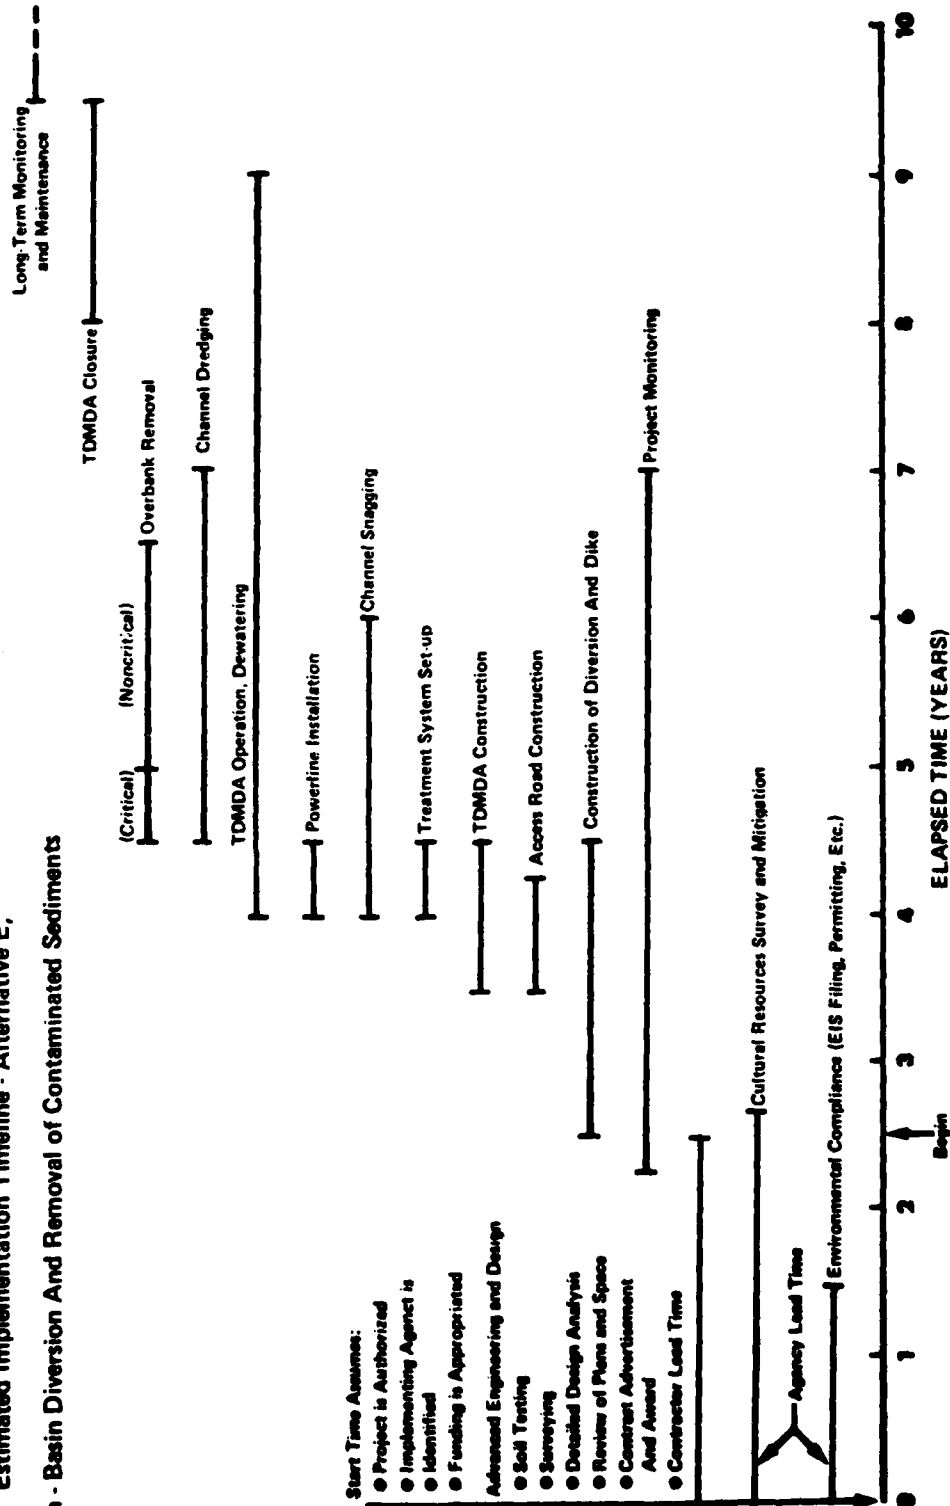 Estimated Implementation Timeline - Alternative E,
- Basin Diversion And Removal of Contaminated Sediments
Long-Term Monitoring
and Maintenance
TDMDA Closure
(Critical)
(Noncritical)
Overbank Removal
Channel Dredging
TDMDA Operation, Dewatering
Powerline Installation
Channel Snagging
Treatment System Set-up
TDMDA Construction
Access Road Construction
Construction of Diversion And Dike
Project Monitoring
Start Time Assumes:
● Project is Authorized
● Implementing Agenct is
● Identified
● Funding is Appropriated
Advanced Engineering and Design
● Soil Testing
● Surveying
● Detailed Design Analysis
● Review of Plans and Space
● Contract Advertisement
And Award
● Contractor Lead Time
Cultural Resources Survey and Mitigation
Agency Lead Time
Environmental Compliance (EIS Filing, Permitting, Etc.)
0 1 2 3 4 5 6 7 8 9 10
Begin
ELAPSED TIME (YEARS)